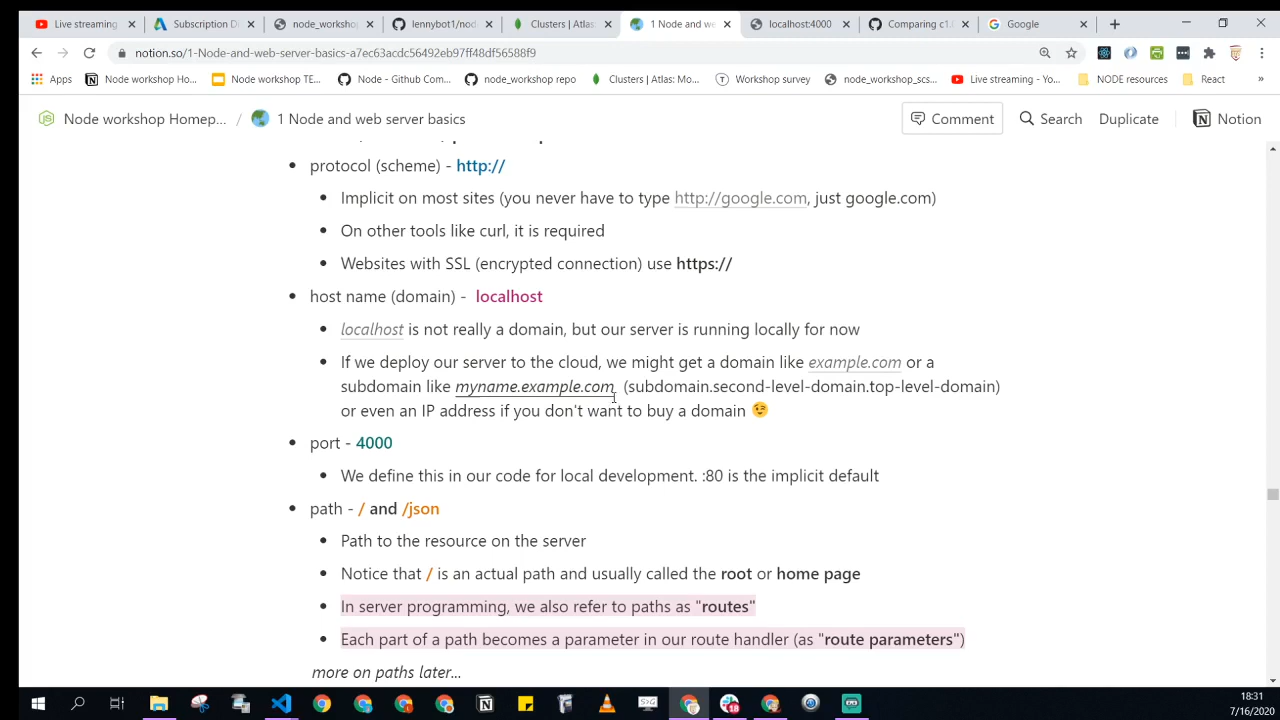 Live streaming
Subscription D
node_worksho
lennybot1/nod
Clusters | Atlas:
1 Node and we
localhost:4000
Comparing c1
Google
notion.so/1-Node-and-web-server-basics-a7ec63acdc56492eb97ff48df56588f9
Apps
Node workshop Ho...
Node workshop TE...
Node - Github Com...
node_workshop repo
Clusters | Atlas: Mo...
Workshop survey
node_workshop_scs...
Live streaming - Yo...
NODE resources
React
»
Node workshop Homep... / 1 Node and web server basics
Comment
Search
Duplicate
Notion
protocol (scheme) - http://
Implicit on most sites (you never have to type http://google.com, just google.com)
On other tools like curl, it is required
Websites with SSL (encrypted connection) use https://
host name (domain) - localhost
localhost is not really a domain, but our server is running locally for now
If we deploy our server to the cloud, we might get a domain like example.com or a
subdomain like myname.example.com (subdomain.second-level-domain.top-level-domain)
or even an IP address if you don't want to buy a domain 😉
port - 4000
We define this in our code for local development. :80 is the implicit default
path - / and /json
Path to the resource on the server
Notice that / is an actual path and usually called the root or home page
In server programming, we also refer to paths as "routes"
Each part of a path becomes a parameter in our route handler (as "route parameters")
more on paths later...
18:31
7/16/2020